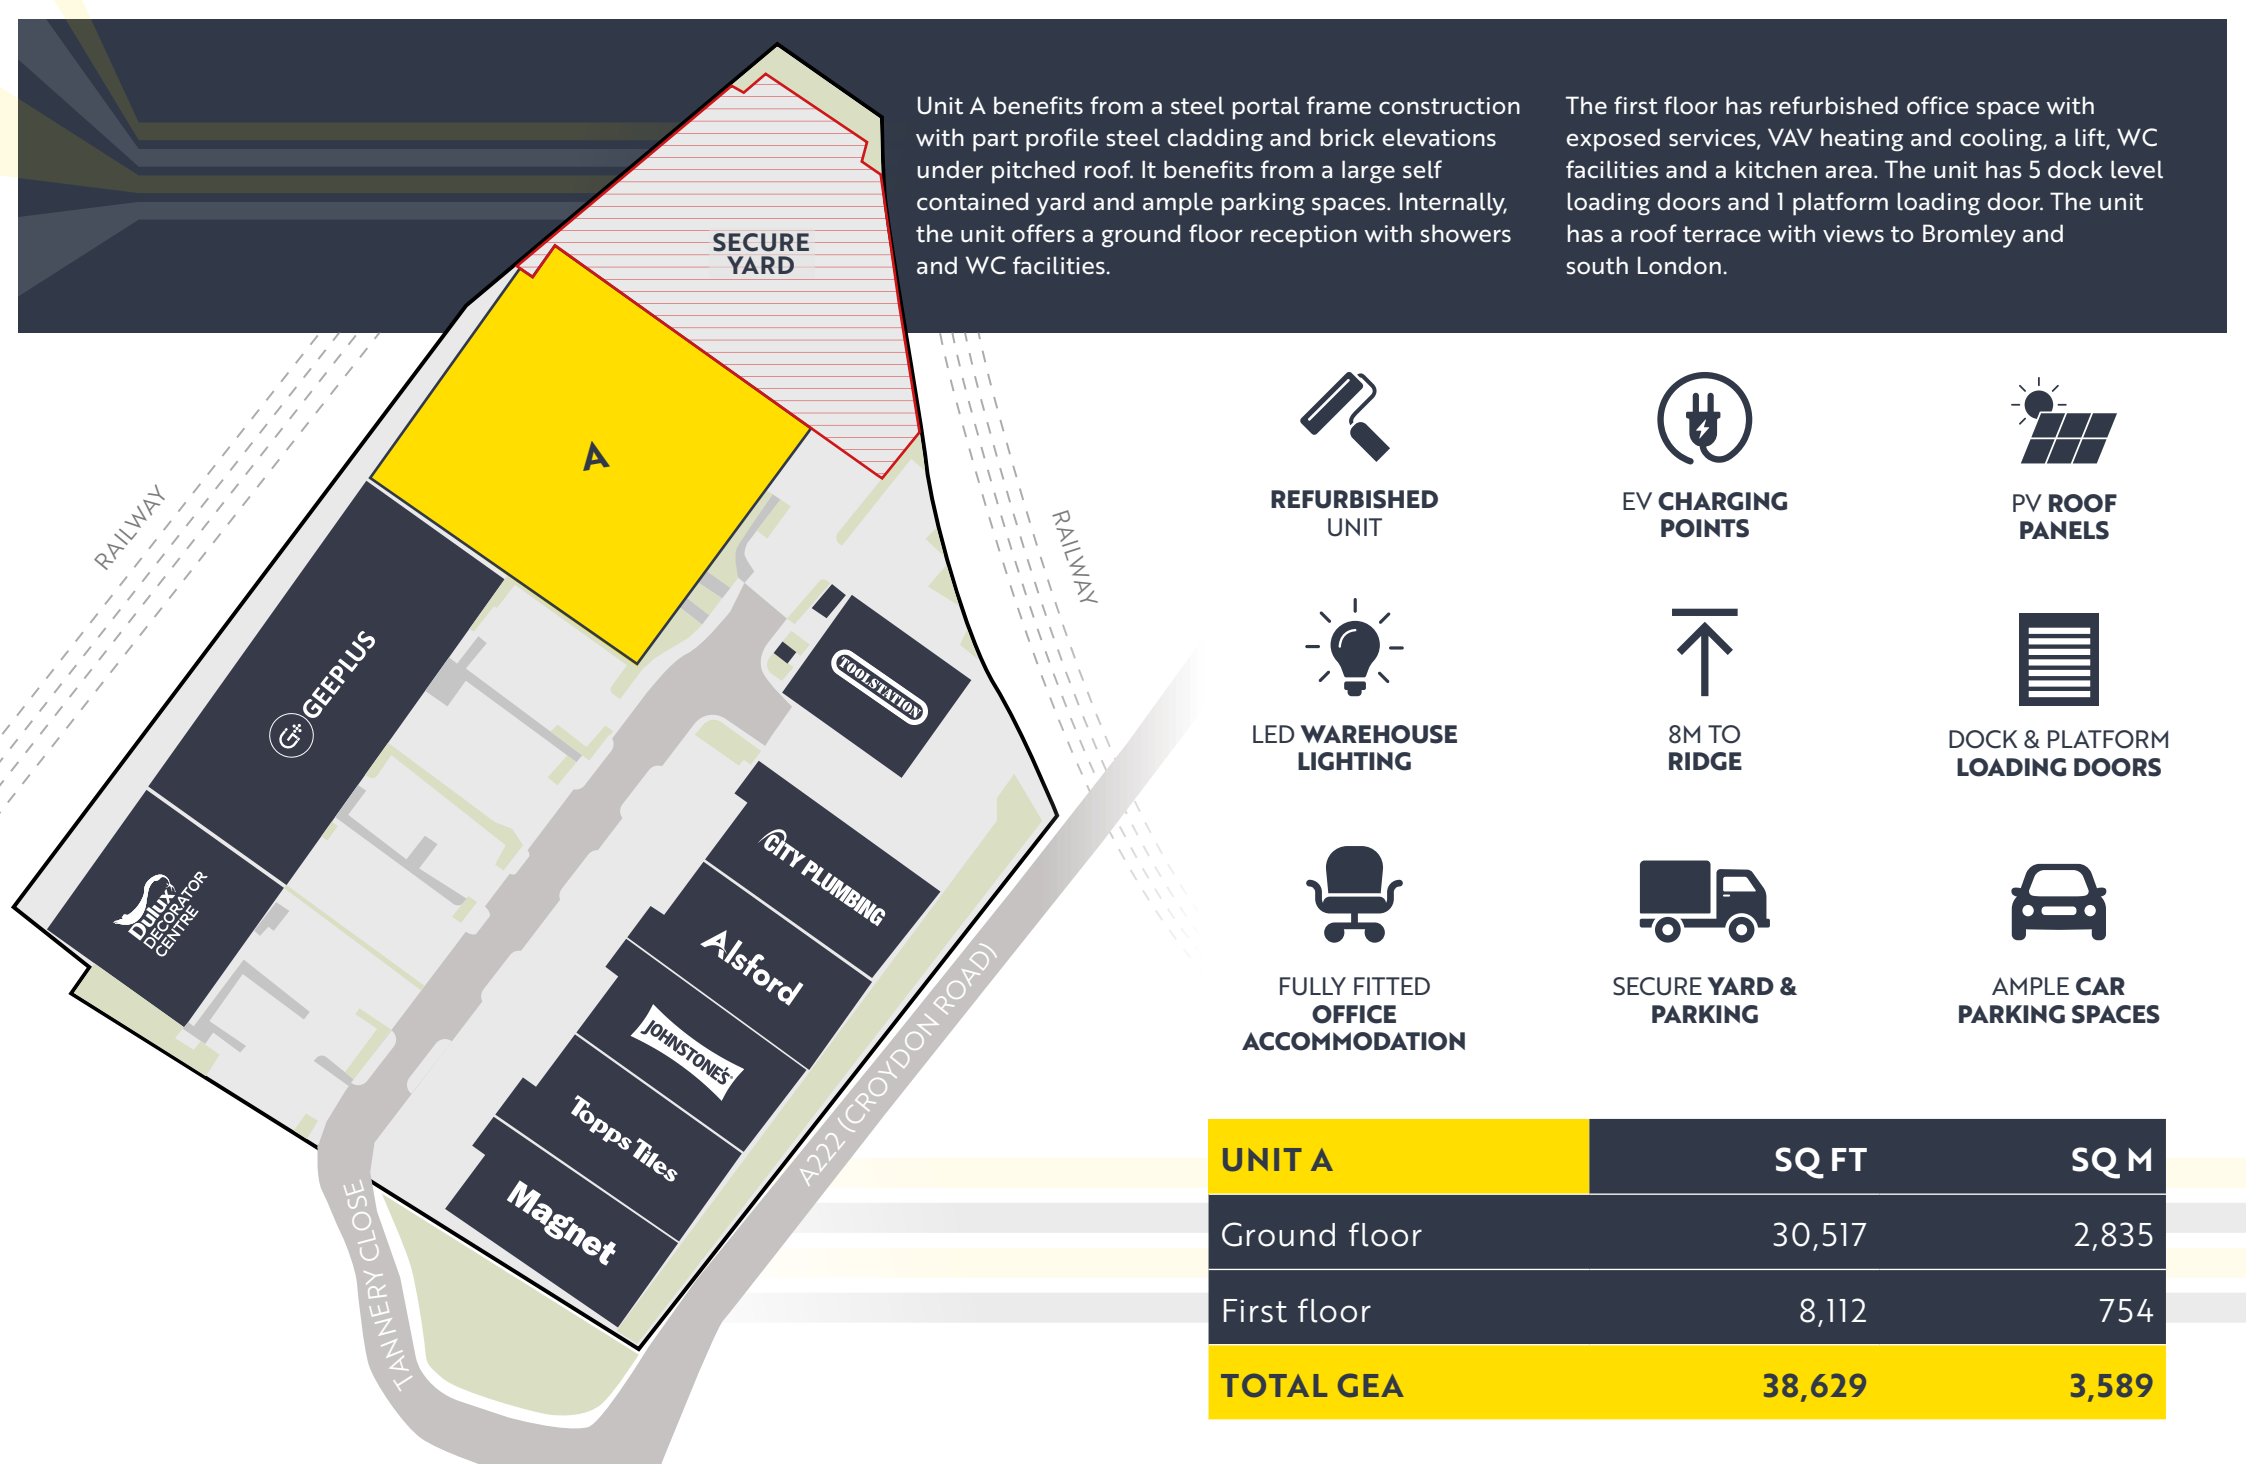 Unit A benefits from a steel portal frame construction
with part profile steel cladding and brick elevations
under pitched roof. It benefits from a large self
contained yard and ample parking spaces. Internally,
the unit offers a ground floor reception with showers
and WC facilities.
The first floor has refurbished office space with
exposed services, VAV heating and cooling, a lift, WC
facilities and a kitchen area. The unit has 5 dock level
loading doors and 1 platform loading door. The unit
has a roof terrace with views to Bromley and
south London.
SECURE
YARD
A
RAILWAY
RAILWAY
GEEPLUS
TOOLSTATION
Dulux
DECORATOR
CENTRE
CITY PLUMBING
Alsford
JOHNSTONE'S
Topps Tiles
Magnet
A222 (CROYDON ROAD)
TANNERY CLOSE
REFURBISHED
UNIT
EV CHARGING
POINTS
PV ROOF
PANELS
LED WAREHOUSE
LIGHTING
8M TO
RIDGE
DOCK & PLATFORM
LOADING DOORS
FULLY FITTED
OFFICE
ACCOMMODATION
SECURE YARD &
PARKING
AMPLE CAR
PARKING SPACES
UNIT A SQ FT SQ M
Ground floor 30,517 2,835
First floor 8,112 754
TOTAL GEA 38,629 3,589